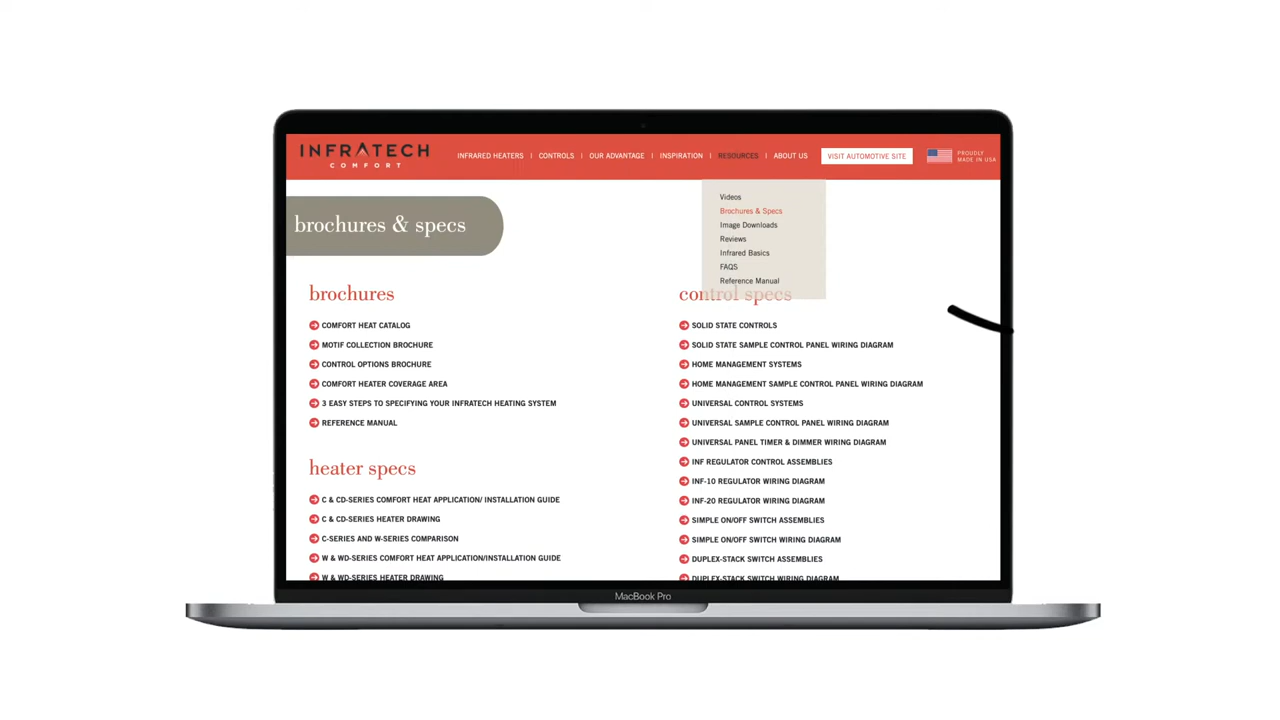 INFRATECH
COMFORT
INFRARED HEATERS | CONTROLS | OUR ADVANTAGE | INSPIRATION | RESOURCES | ABOUT US
VISIT AUTOMOTIVE SITE
PROUDLY
MADE IN USA
Videos
Brochures & Specs
Image Downloads
Reviews
Infrared Basics
FAQS
Reference Manual
brochures & specs
brochures
COMFORT HEAT CATALOG
MOTIF COLLECTION BROCHURE
CONTROL OPTIONS BROCHURE
COMFORT HEATER COVERAGE AREA
3 EASY STEPS TO SPECIFYING YOUR INFRATECH HEATING SYSTEM
REFERENCE MANUAL
heater specs
C & CD-SERIES COMFORT HEAT APPLICATION/ INSTALLATION GUIDE
C & CD-SERIES HEATER DRAWING
C-SERIES AND W-SERIES COMPARISON
W & WD-SERIES COMFORT HEAT APPLICATION/INSTALLATION GUIDE
W & WD-SERIES HEATER DRAWING
control specs
SOLID STATE CONTROLS
SOLID STATE SAMPLE CONTROL PANEL WIRING DIAGRAM
HOME MANAGEMENT SYSTEMS
HOME MANAGEMENT SAMPLE CONTROL PANEL WIRING DIAGRAM
UNIVERSAL CONTROL SYSTEMS
UNIVERSAL SAMPLE CONTROL PANEL WIRING DIAGRAM
UNIVERSAL PANEL TIMER & DIMMER WIRING DIAGRAM
INF REGULATOR CONTROL ASSEMBLIES
INF-10 REGULATOR WIRING DIAGRAM
INF-20 REGULATOR WIRING DIAGRAM
SIMPLE ON/OFF SWITCH ASSEMBLIES
SIMPLE ON/OFF SWITCH WIRING DIAGRAM
DUPLEX-STACK SWITCH ASSEMBLIES
DUPLEX-STACK SWITCH WIRING DIAGRAM
MacBook Pro